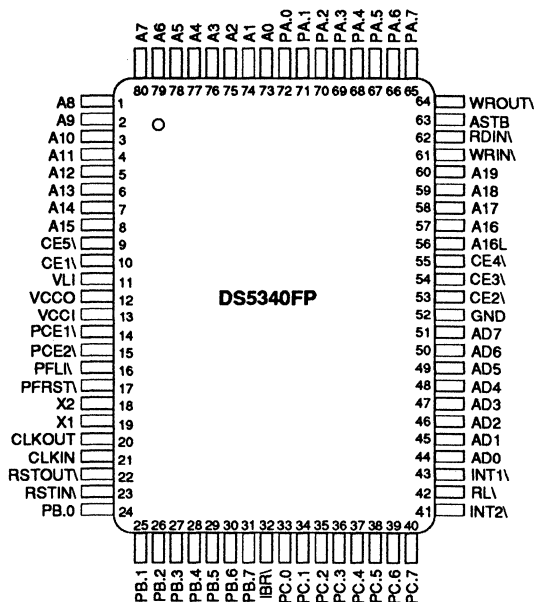 A7 A6 A5 A4 A3 A2 A1 A0 PA.0 PA.1 PA.2 PA.3 PA.4 PA.5 PA.6 PA.7
80 79 78 77 76 75 74 73 72 71 70 69 68 67 66 65
A8 1
A9 2
A10 3
A11 4
A12 5
A13 6
A14 7
A15 8
CE5\ 9
CE1\ 10
VLI 11
VCCO 12
VCCI 13
PCE1\ 14
PCE2\ 15
PFLI\ 16
PFRST\ 17
X2 18
X1 19
CLKOUT 20
CLKIN 21
RSTOUT\ 22
RSTIN\ 23
PB.0 24
DS5340FP
64 WROUT\
63 ASTB
62 RDIN\
61 WRIN\
60 A19
59 A18
58 A17
57 A16
56 A16L
55 CE4\
54 CE3\
53 CE2\
52 GND
51 AD7
50 AD6
49 AD5
48 AD4
47 AD3
46 AD2
45 AD1
44 AD0
43 INT1\
42 RL\
41 INT2\
25 26 27 28 29 30 31 32 33 34 35 36 37 38 39 40
PB.1 PB.2 PB.3 PB.4 PB.5 PB.6 PB.7 IBR\ PC.0 PC.1 PC.2 PC.3 PC.4 PC.5 PC.6 PC.7